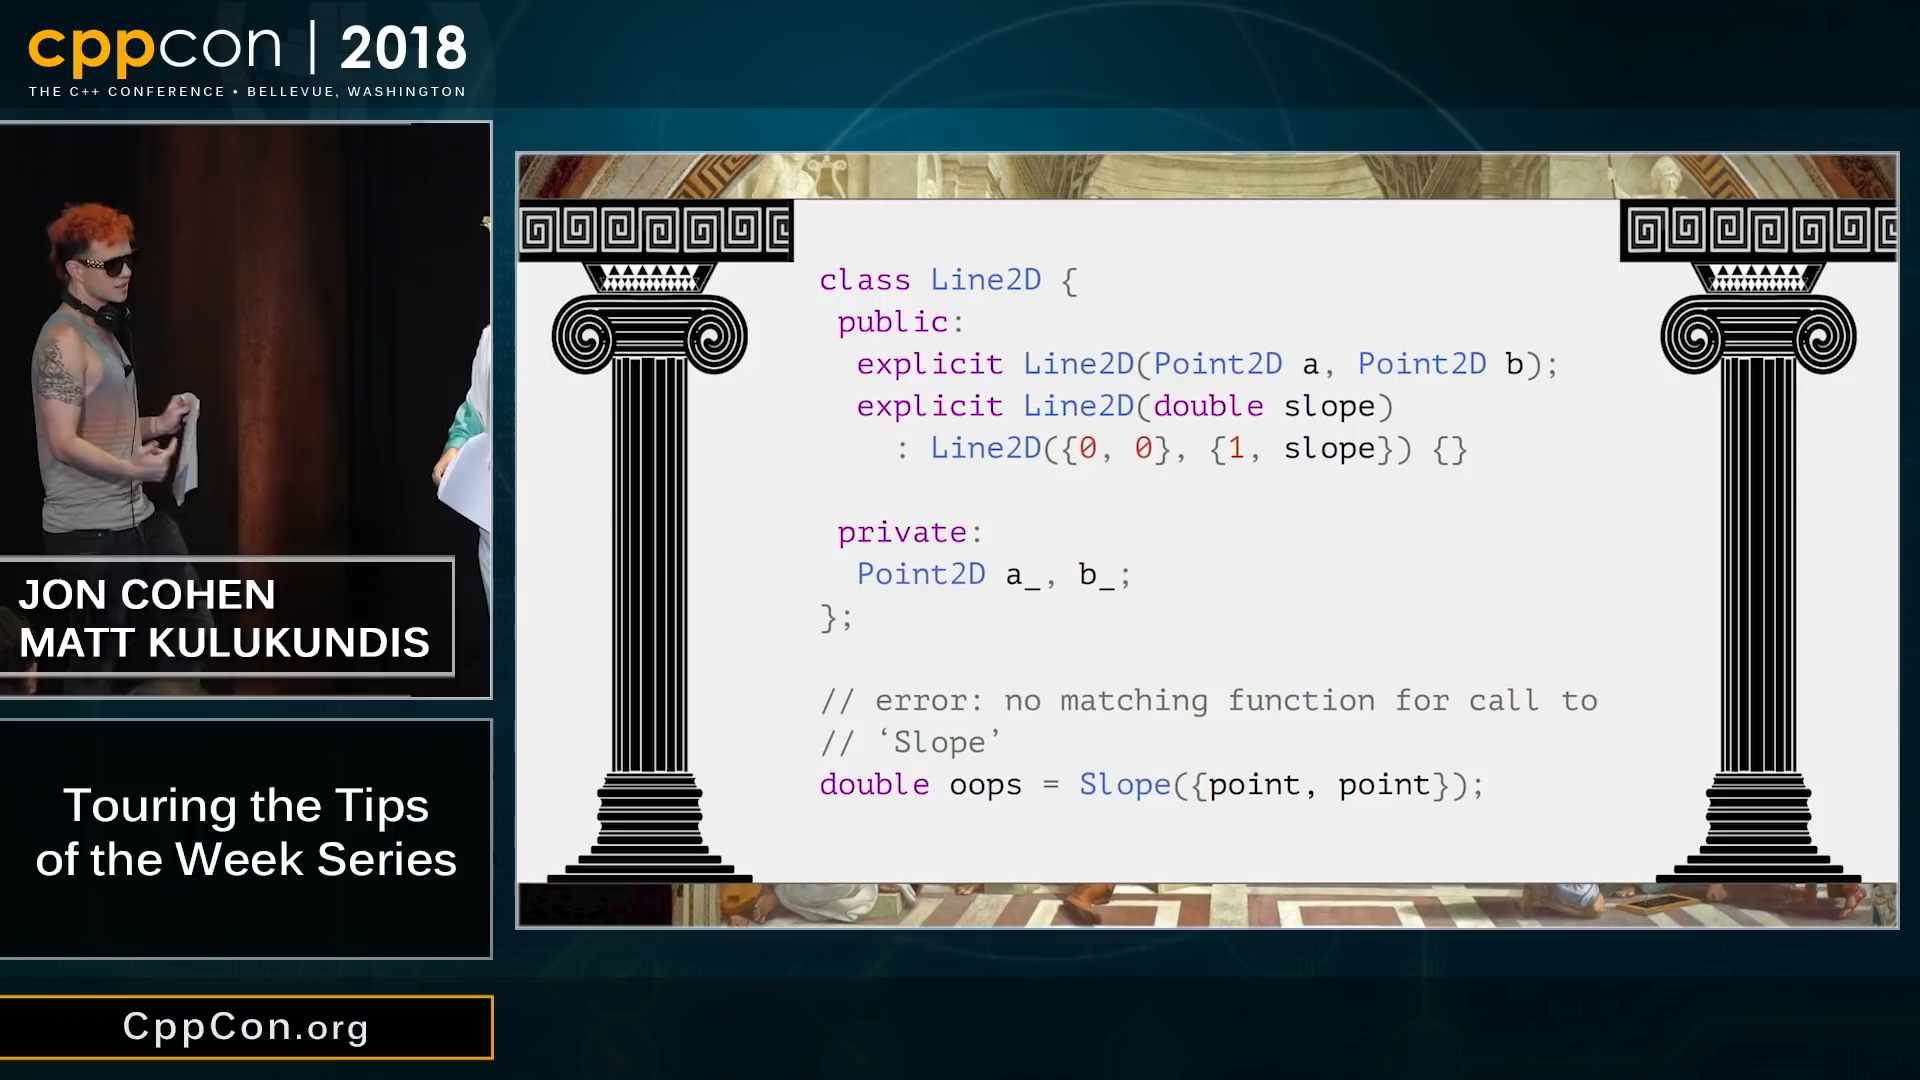 cppcon | 2018
THE C++ CONFERENCE • BELLEVUE, WASHINGTON
JON COHEN
MATT KULUKUNDIS
Touring the Tips
of the Week Series
CppCon.org
class Line2D {
public:
explicit Line2D(Point2D a, Point2D b);
explicit Line2D(double slope)
: Line2D({0, 0}, {1, slope}) {}
private:
Point2D a_, b_;
};
// error: no matching function for call to
// ‘Slope’
double oops = Slope({point, point});